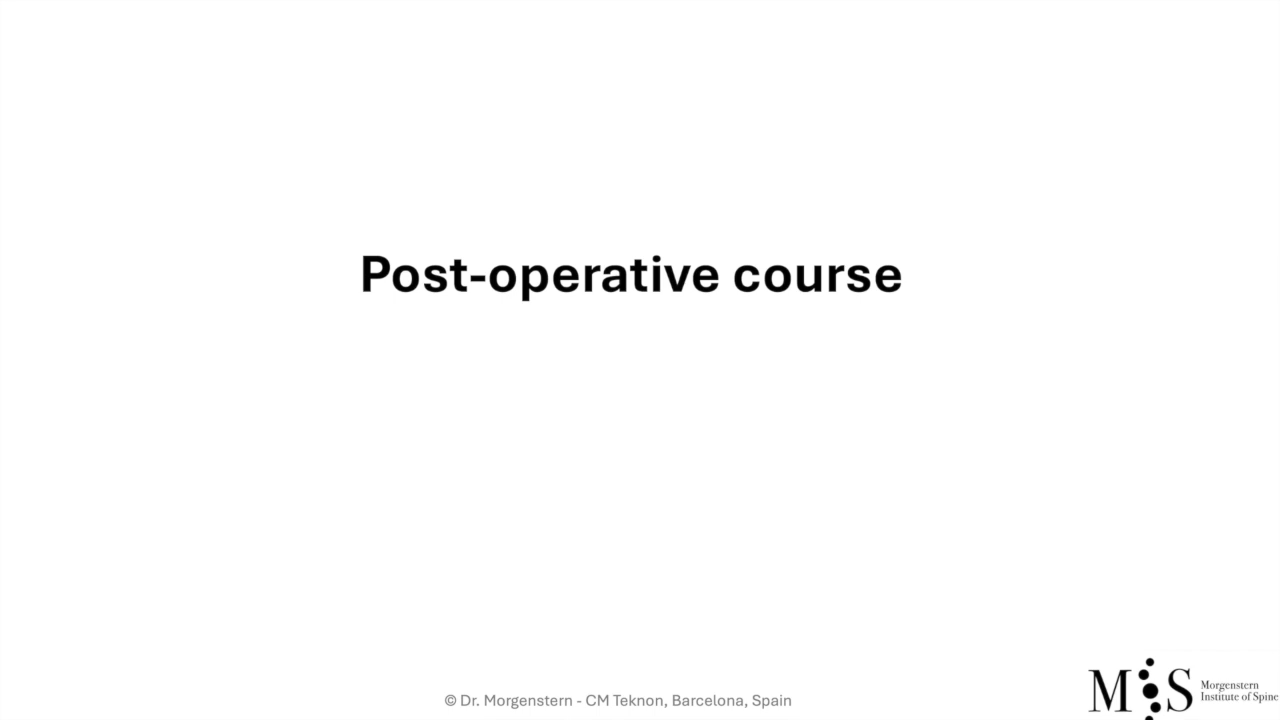 Post-operative course
© Dr. Morgenstern - CM Teknon, Barcelona, Spain
M S
Morgenstern
Institute of Spine